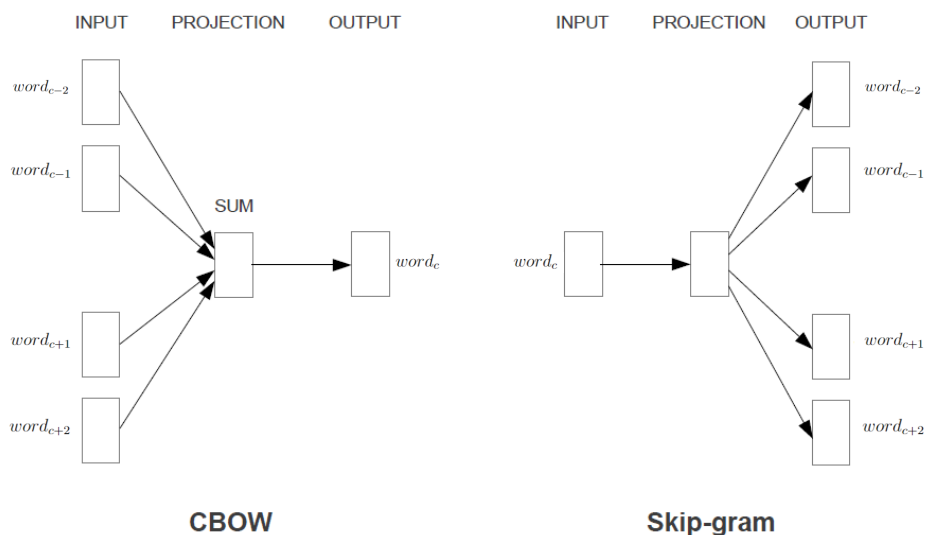 INPUT PROJECTION OUTPUT
word_{c-2}
word_{c-1}
SUM
word_c
word_{c+1}
word_{c+2}
CBOW
INPUT PROJECTION OUTPUT
word_{c-2}
word_{c-1}
word_c
word_{c+1}
word_{c+2}
Skip-gram